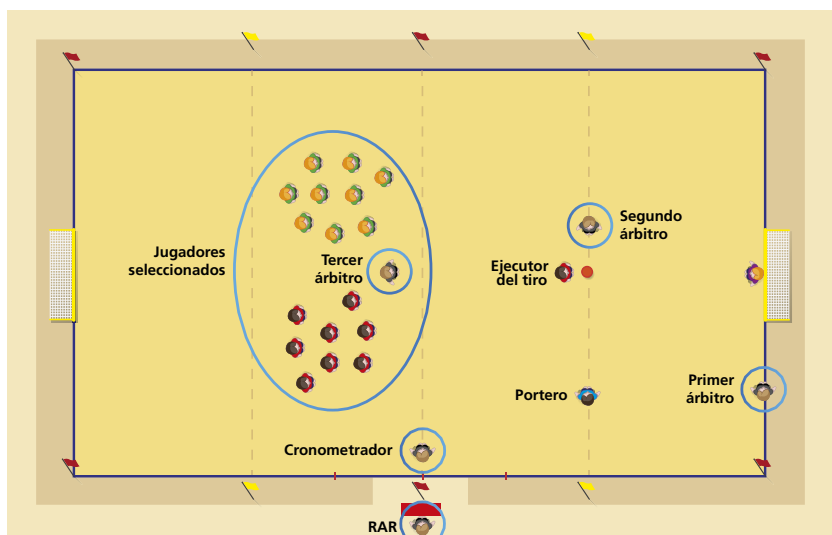 Segundo
árbitro
Jugadores
seleccionados
Tercer
árbitro
Ejecutor
del tiro
Primer
árbitro
Portero
Cronometrador
RAR